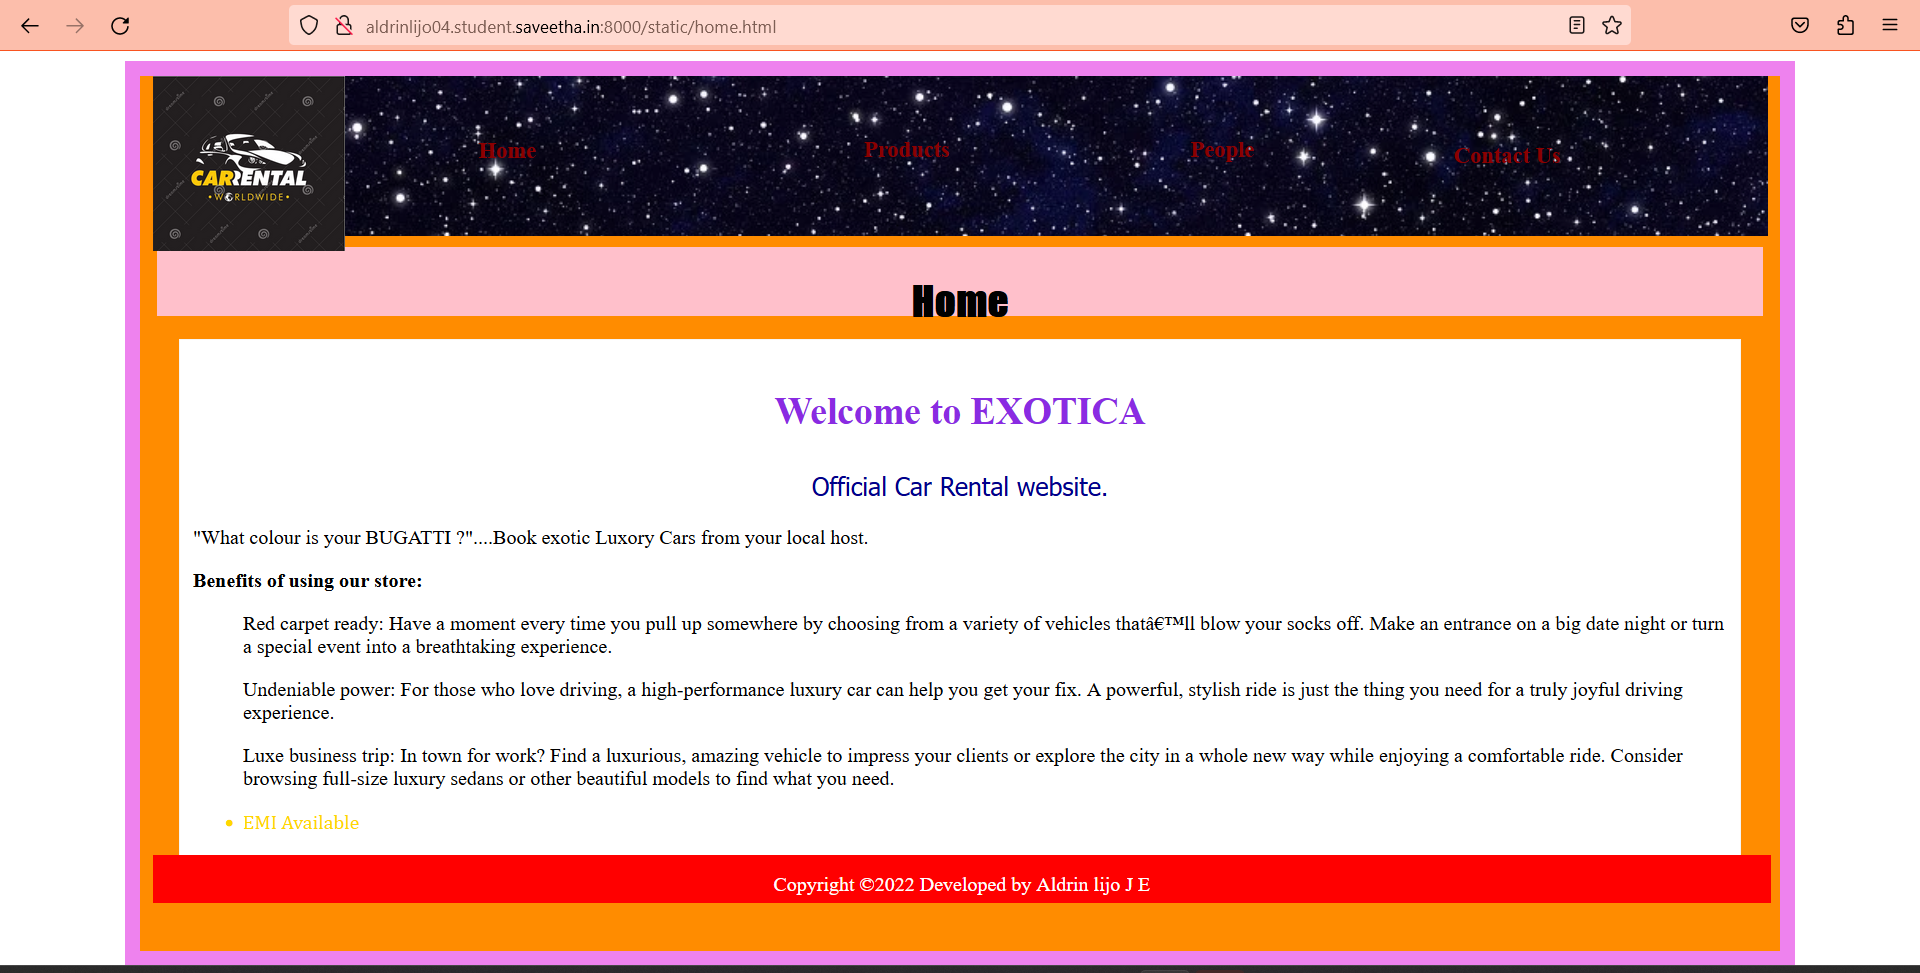 aldrinlijo04.student.saveetha.in:8000/static/home.html
CARRENTAL
•WORLDWIDE•
Home
Products
People
Contact Us
Home
Welcome to EXOTICA
Official Car Rental website.
"What colour is your BUGATTI ?"....Book exotic Luxory Cars from your local host.
Benefits of using our store:
Red carpet ready: Have a moment every time you pull up somewhere by choosing from a variety of vehicles thatâ€™ll blow your socks off. Make an entrance on a big date night or turn
a special event into a breathtaking experience.
Undeniable power: For those who love driving, a high-performance luxury car can help you get your fix. A powerful, stylish ride is just the thing you need for a truly joyful driving
experience.
Luxe business trip: In town for work? Find a luxurious, amazing vehicle to impress your clients or explore the city in a whole new way while enjoying a comfortable ride. Consider
browsing full-size luxury sedans or other beautiful models to find what you need.
• EMI Available
Copyright ©2022 Developed by Aldrin lijo J E